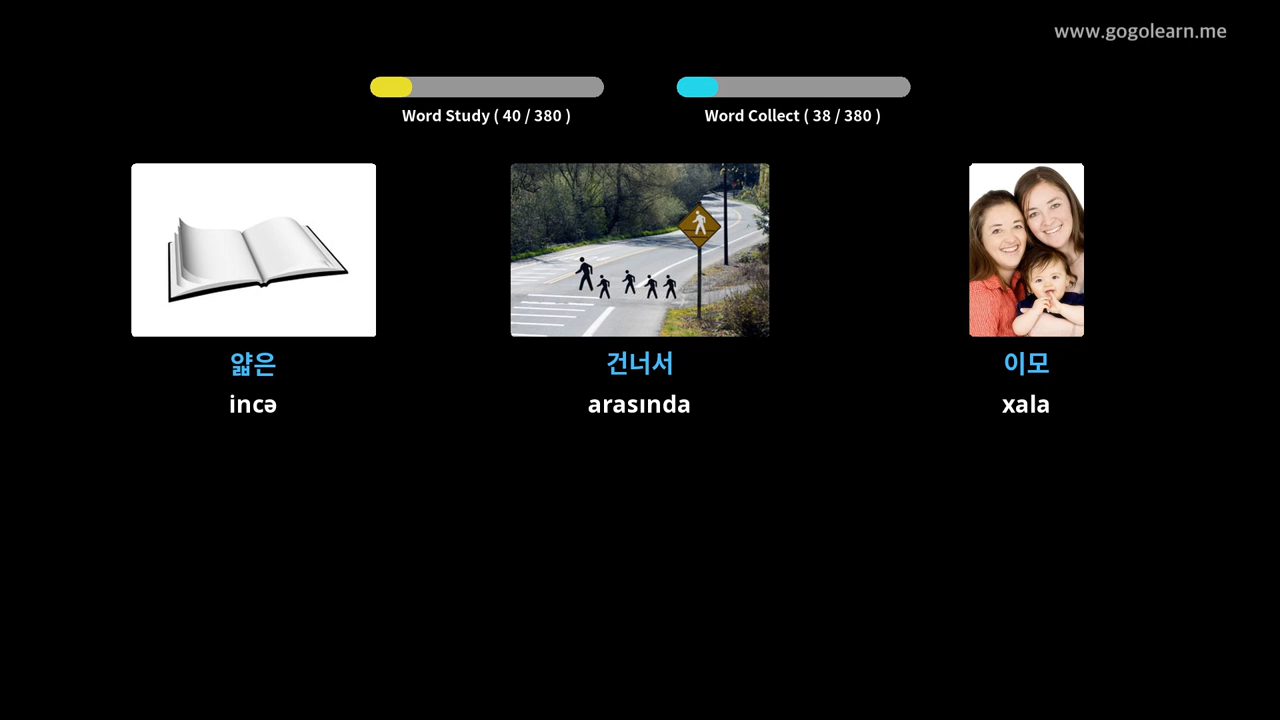 www.gogolearn.me
Word Study ( 40 / 380 )
Word Collect ( 38 / 380 )
얇은
건너서
이모
incə
arasında
xala